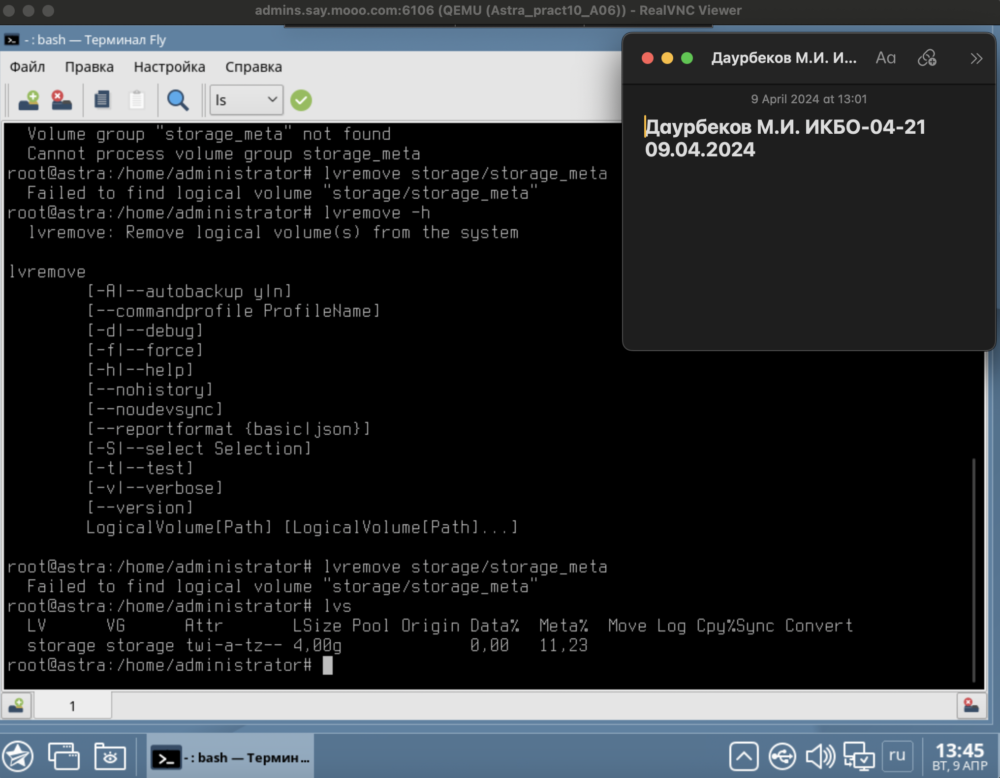 admins.say.mooo.com:6106 (QEMU (Astra_pract10_A06)) - RealVNC Viewer
- : bash — Терминал Fly
Файл Правка Настройка Справка
ls
Volume group "storage_meta" not found
Cannot process volume group storage_meta
root@astra:/home/administrator# lvremove storage/storage_meta
Failed to find logical volume "storage/storage_meta"
root@astra:/home/administrator# lvremove -h
lvremove: Remove logical volume(s) from the system
lvremove
[-A|--autobackup y|n]
[--commandprofile ProfileName]
[-d|--debug]
[-f|--force]
[-h|--help]
[--nohistory]
[--noudevsync]
[--reportformat {basic|json}]
[-S|--select Selection]
[-t|--test]
[-v|--verbose]
[--version]
LogicalVolume[Path] [LogicalVolume[Path]...]
root@astra:/home/administrator# lvremove storage/storage_meta
Failed to find logical volume "storage/storage_meta"
root@astra:/home/administrator# lvs
LV VG Attr LSize Pool Origin Data% Meta% Move Log Cpy%Sync Convert
storage storage twi-a-tz-- 4,00g 0,00 11,23
root@astra:/home/administrator#
Даурбеков М.И. И... Aa
9 April 2024 at 13:01
Даурбеков М.И. ИКБО-04-21
09.04.2024
1
- : bash — Термин...
ru
13:45
ВТ, 9 АПР